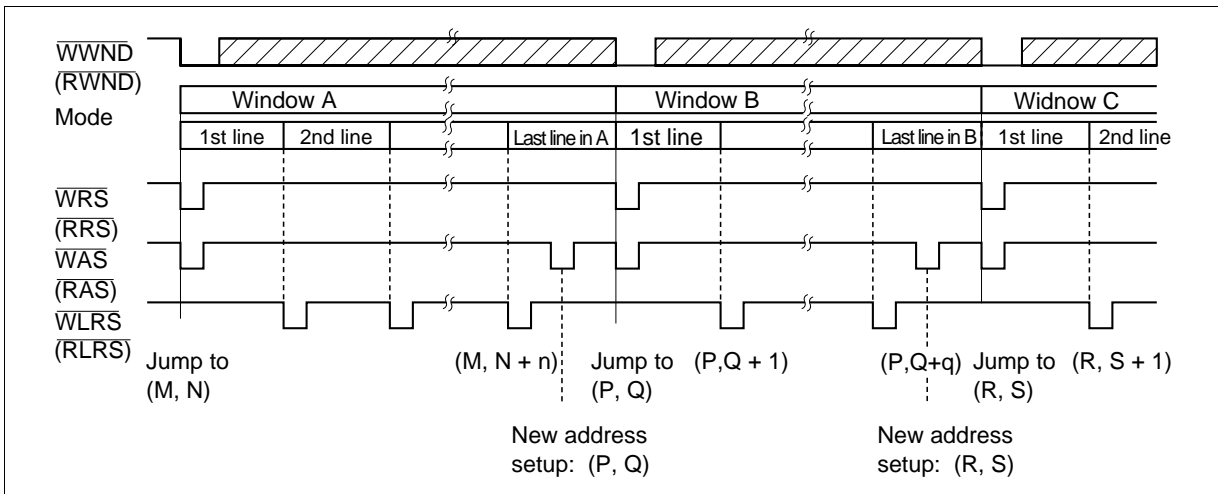 WWND
(RWND)
Mode
Window A Window B Widnow C
1st line 2nd line Last line in A 1st line Last line in B 1st line 2nd line
WRS
(RRS)
WAS
(RAS)
WLRS
(RLRS)
Jump to (M, N + n) Jump to (P,Q + 1) (P,Q+q) Jump to (R, S + 1)
(M, N) (P, Q) (R, S)
New address New address
setup: (P, Q) setup: (R, S)